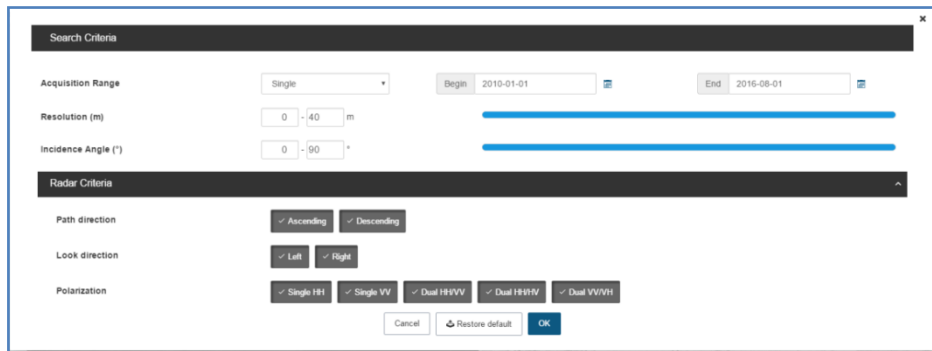 ×
Search Criteria
Acquisition Range Single Begin 2010-01-01 End 2016-08-01
Resolution (m) 0 - 40 m
Incidence Angle (°) 0 - 90 °
Radar Criteria
Path direction ✓ Ascending ✓ Descending
Look direction ✓ Left ✓ Right
Polarization ✓ Single HH ✓ Single VV ✓ Dual HH/VV ✓ Dual HH/HV ✓ Dual VV/VH
Cancel Restore default OK